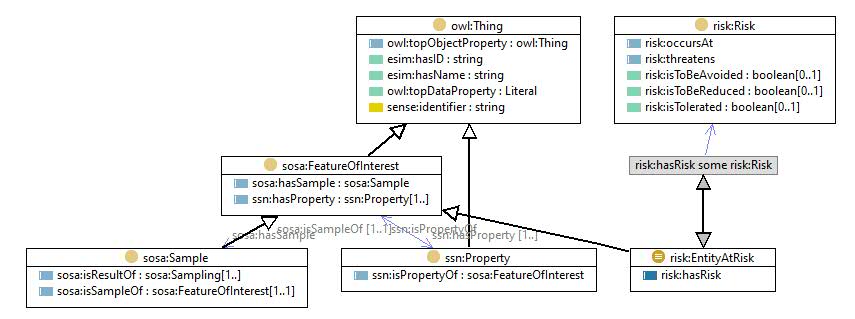 owl:Thing
owl:topObjectProperty : owl:Thing
esim:hasID : string
esim:hasName : string
owl:topDataProperty : Literal
sense:identifier : string
risk:Risk
risk:occursAt
risk:threatens
risk:isToBeAvoided : boolean[0..1]
risk:isToBeReduced : boolean[0..1]
risk:isTolerated : boolean[0..1]
sosa:FeatureOfInterest
sosa:hasSample : sosa:Sample
ssn:hasProperty : ssn:Property[1..]
risk:hasRisk some risk:Risk
sosa:isSampleOf [1..1]
ssn:isPropertyOf
sosa:hasSample
ssn:hasProperty [1..]
sosa:Sample
sosa:isResultOf : sosa:Sampling[1..]
sosa:isSampleOf : sosa:FeatureOfInterest[1..1]
ssn:Property
ssn:isPropertyOf : sosa:FeatureOfInterest
risk:EntityAtRisk
risk:hasRisk